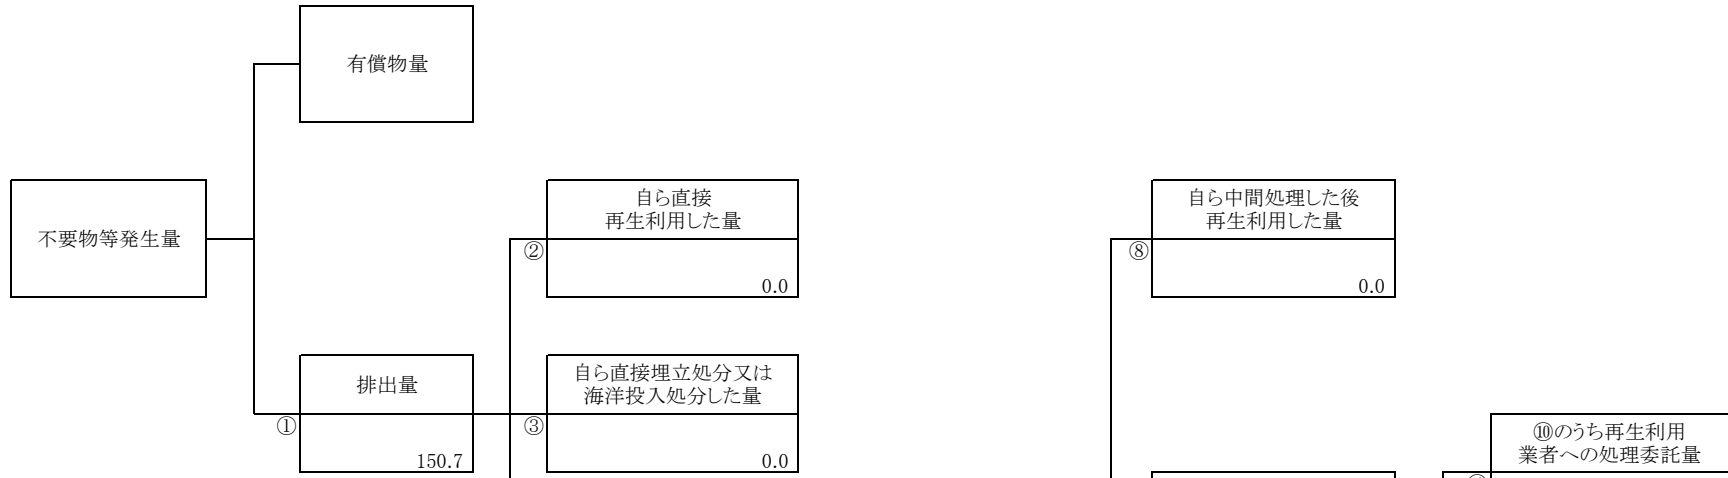 有償物量
不要物等発生量
自ら直接
再生利用した量
②
0.0
自ら中間処理した後
再生利用した量
⑧
0.0
排出量
①
150.7
自ら直接埋立処分又は
海洋投入処分した量
③
0.0
⑩のうち再生利用
業者への処理委託量